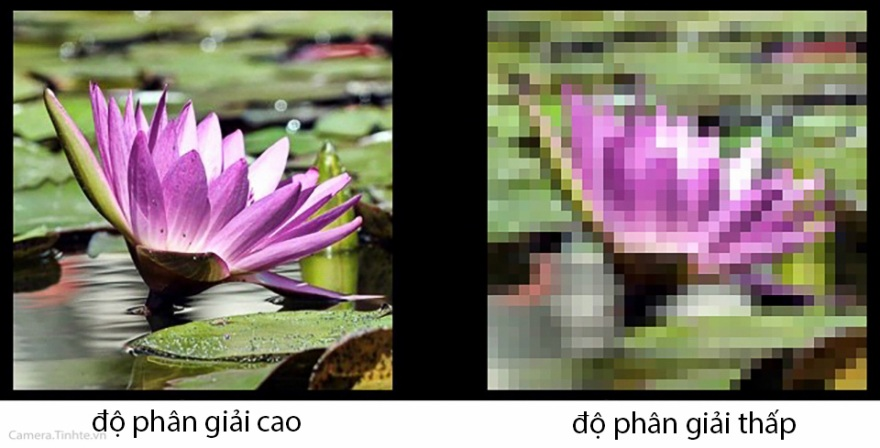 độ phân giải cao
độ phân giải thấp
Camera.Tinhte.vn